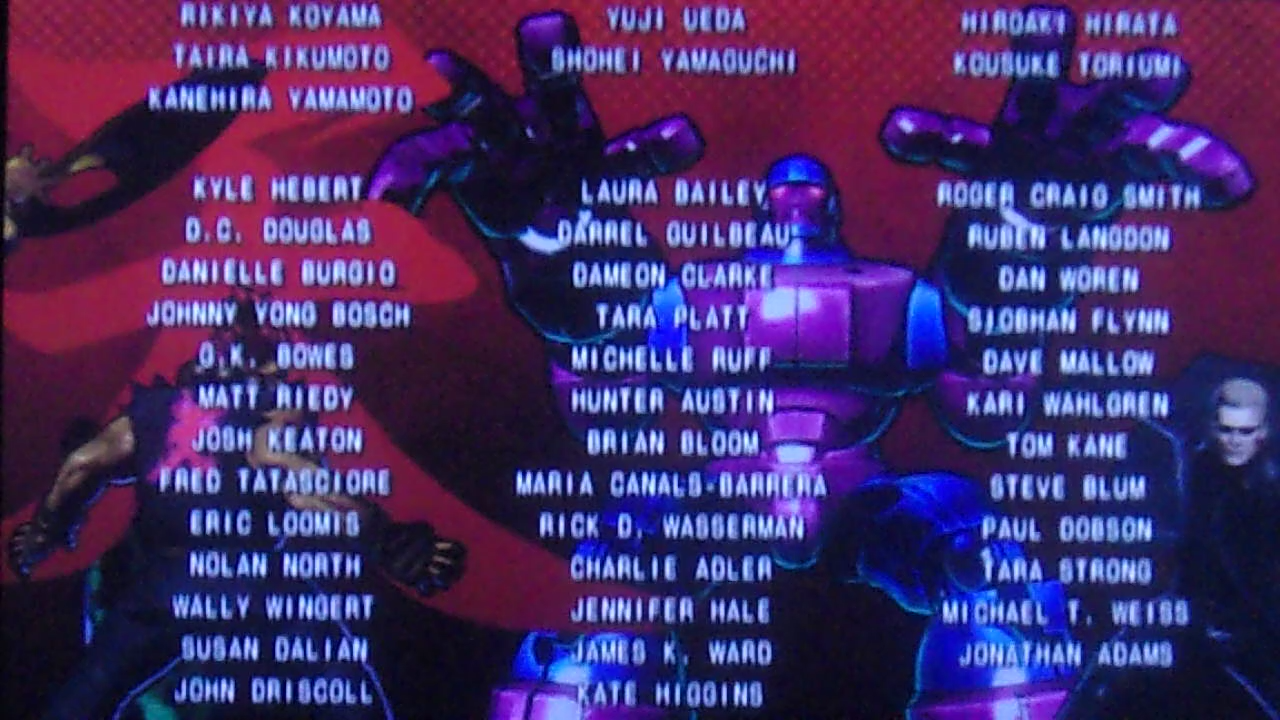 RIKIYA KOYAMA YUJI UEDA HIROAKI HIRATA
TAIRA KIKUMOTO SHOHEI YAMAGUCHI KOUSUKE TORIUMI
KANEHIRA YAMAMOTO
KYLE HEBERT LAURA BAILEY ROGER CRAIG SMITH
D.C. DOUGLAS DARREL GUILBEAU RUBEN LANGDON
DANIELLE BURGIO DAMEON CLARKE DAN WOREN
JOHNNY YONG BOSCH TARA PLATT SIOBHAN FLYNN
G.K. BOWES MICHELLE RUFF DAVE MALLOW
MATT RIEDY HUNTER AUSTIN KARI WAHLGREN
JOSH KEATON BRIAN BLOOM TOM KANE
FRED TATASCIORE MARIA CANALS-BARRERA STEVE BLUM
ERIC LOOMIS RICK D. WASSERMAN PAUL DOBSON
NOLAN NORTH CHARLIE ADLER TARA STRONG
WALLY WINGERT JENNIFER HALE MICHAEL T. WEISS
SUSAN DALIAN JAMES K. WARD JONATHAN ADAMS
JOHN DRISCOLL KATE HIGGINS